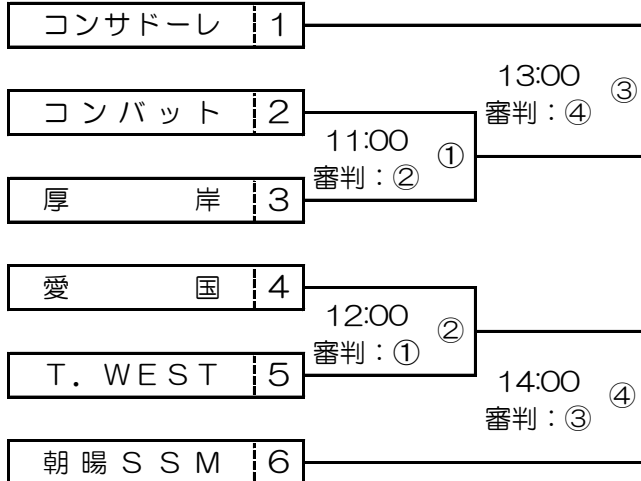 コンサドーレ 1
13:00 ③
審判：④
コンバット 2
11:00 ①
審判：②
厚岸 3
愛国 4
12:00 ②
審判：①
T．WEST 5
14:00 ④
審判：③
朝陽SSM 6